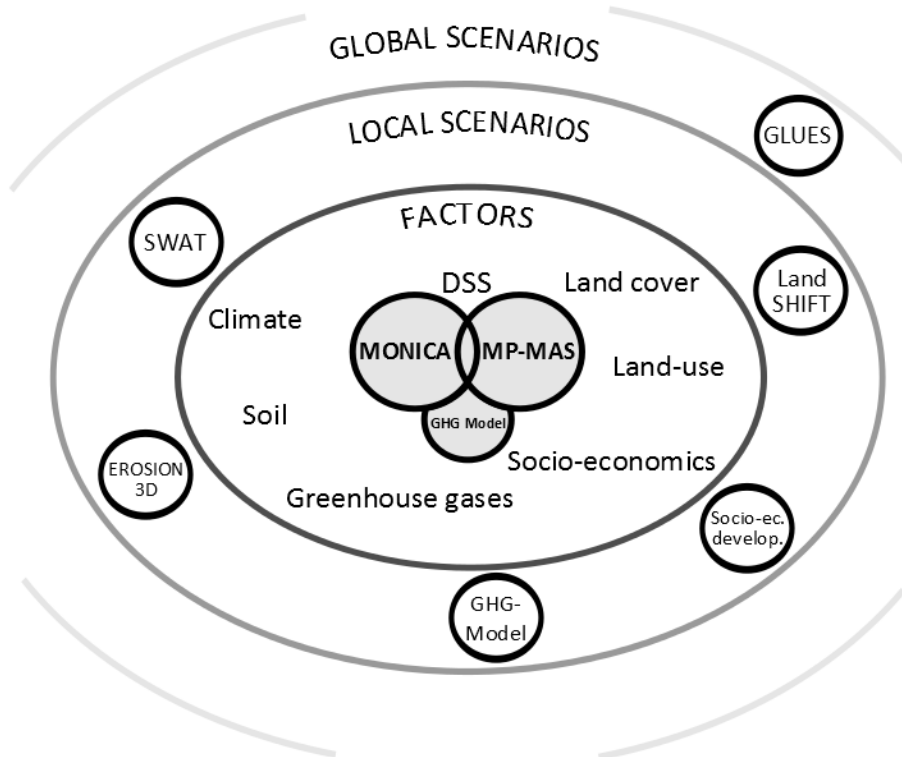 GLOBAL SCENARIOS
LOCAL SCENARIOS
GLUES
FACTORS
SWAT
Land
SHIFT
DSS
Land cover
Climate
MONICA
MP-MAS
Land-use
Soil
GHG Model
Socio-economics
EROSION
3D
Greenhouse gases
Socio-ec.
develop.
GHG-
Model